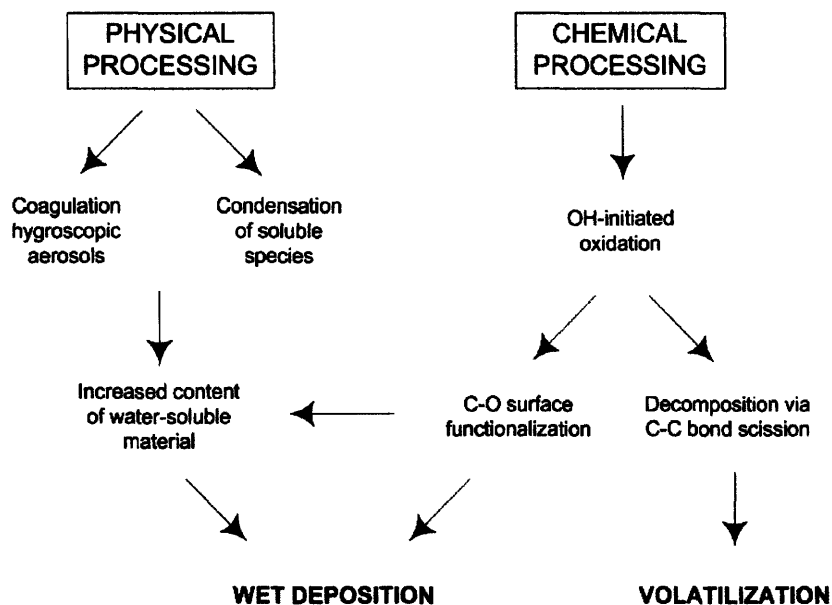 PHYSICAL
PROCESSING
CHEMICAL
PROCESSING
Coagulation
hygroscopic
aerosols
Condensation
of soluble
species
OH-initiated
oxidation
Increased content
of water-soluble
material
C-O surface
functionalization
Decomposition via
C-C bond scission
WET DEPOSITION
VOLATILIZATION